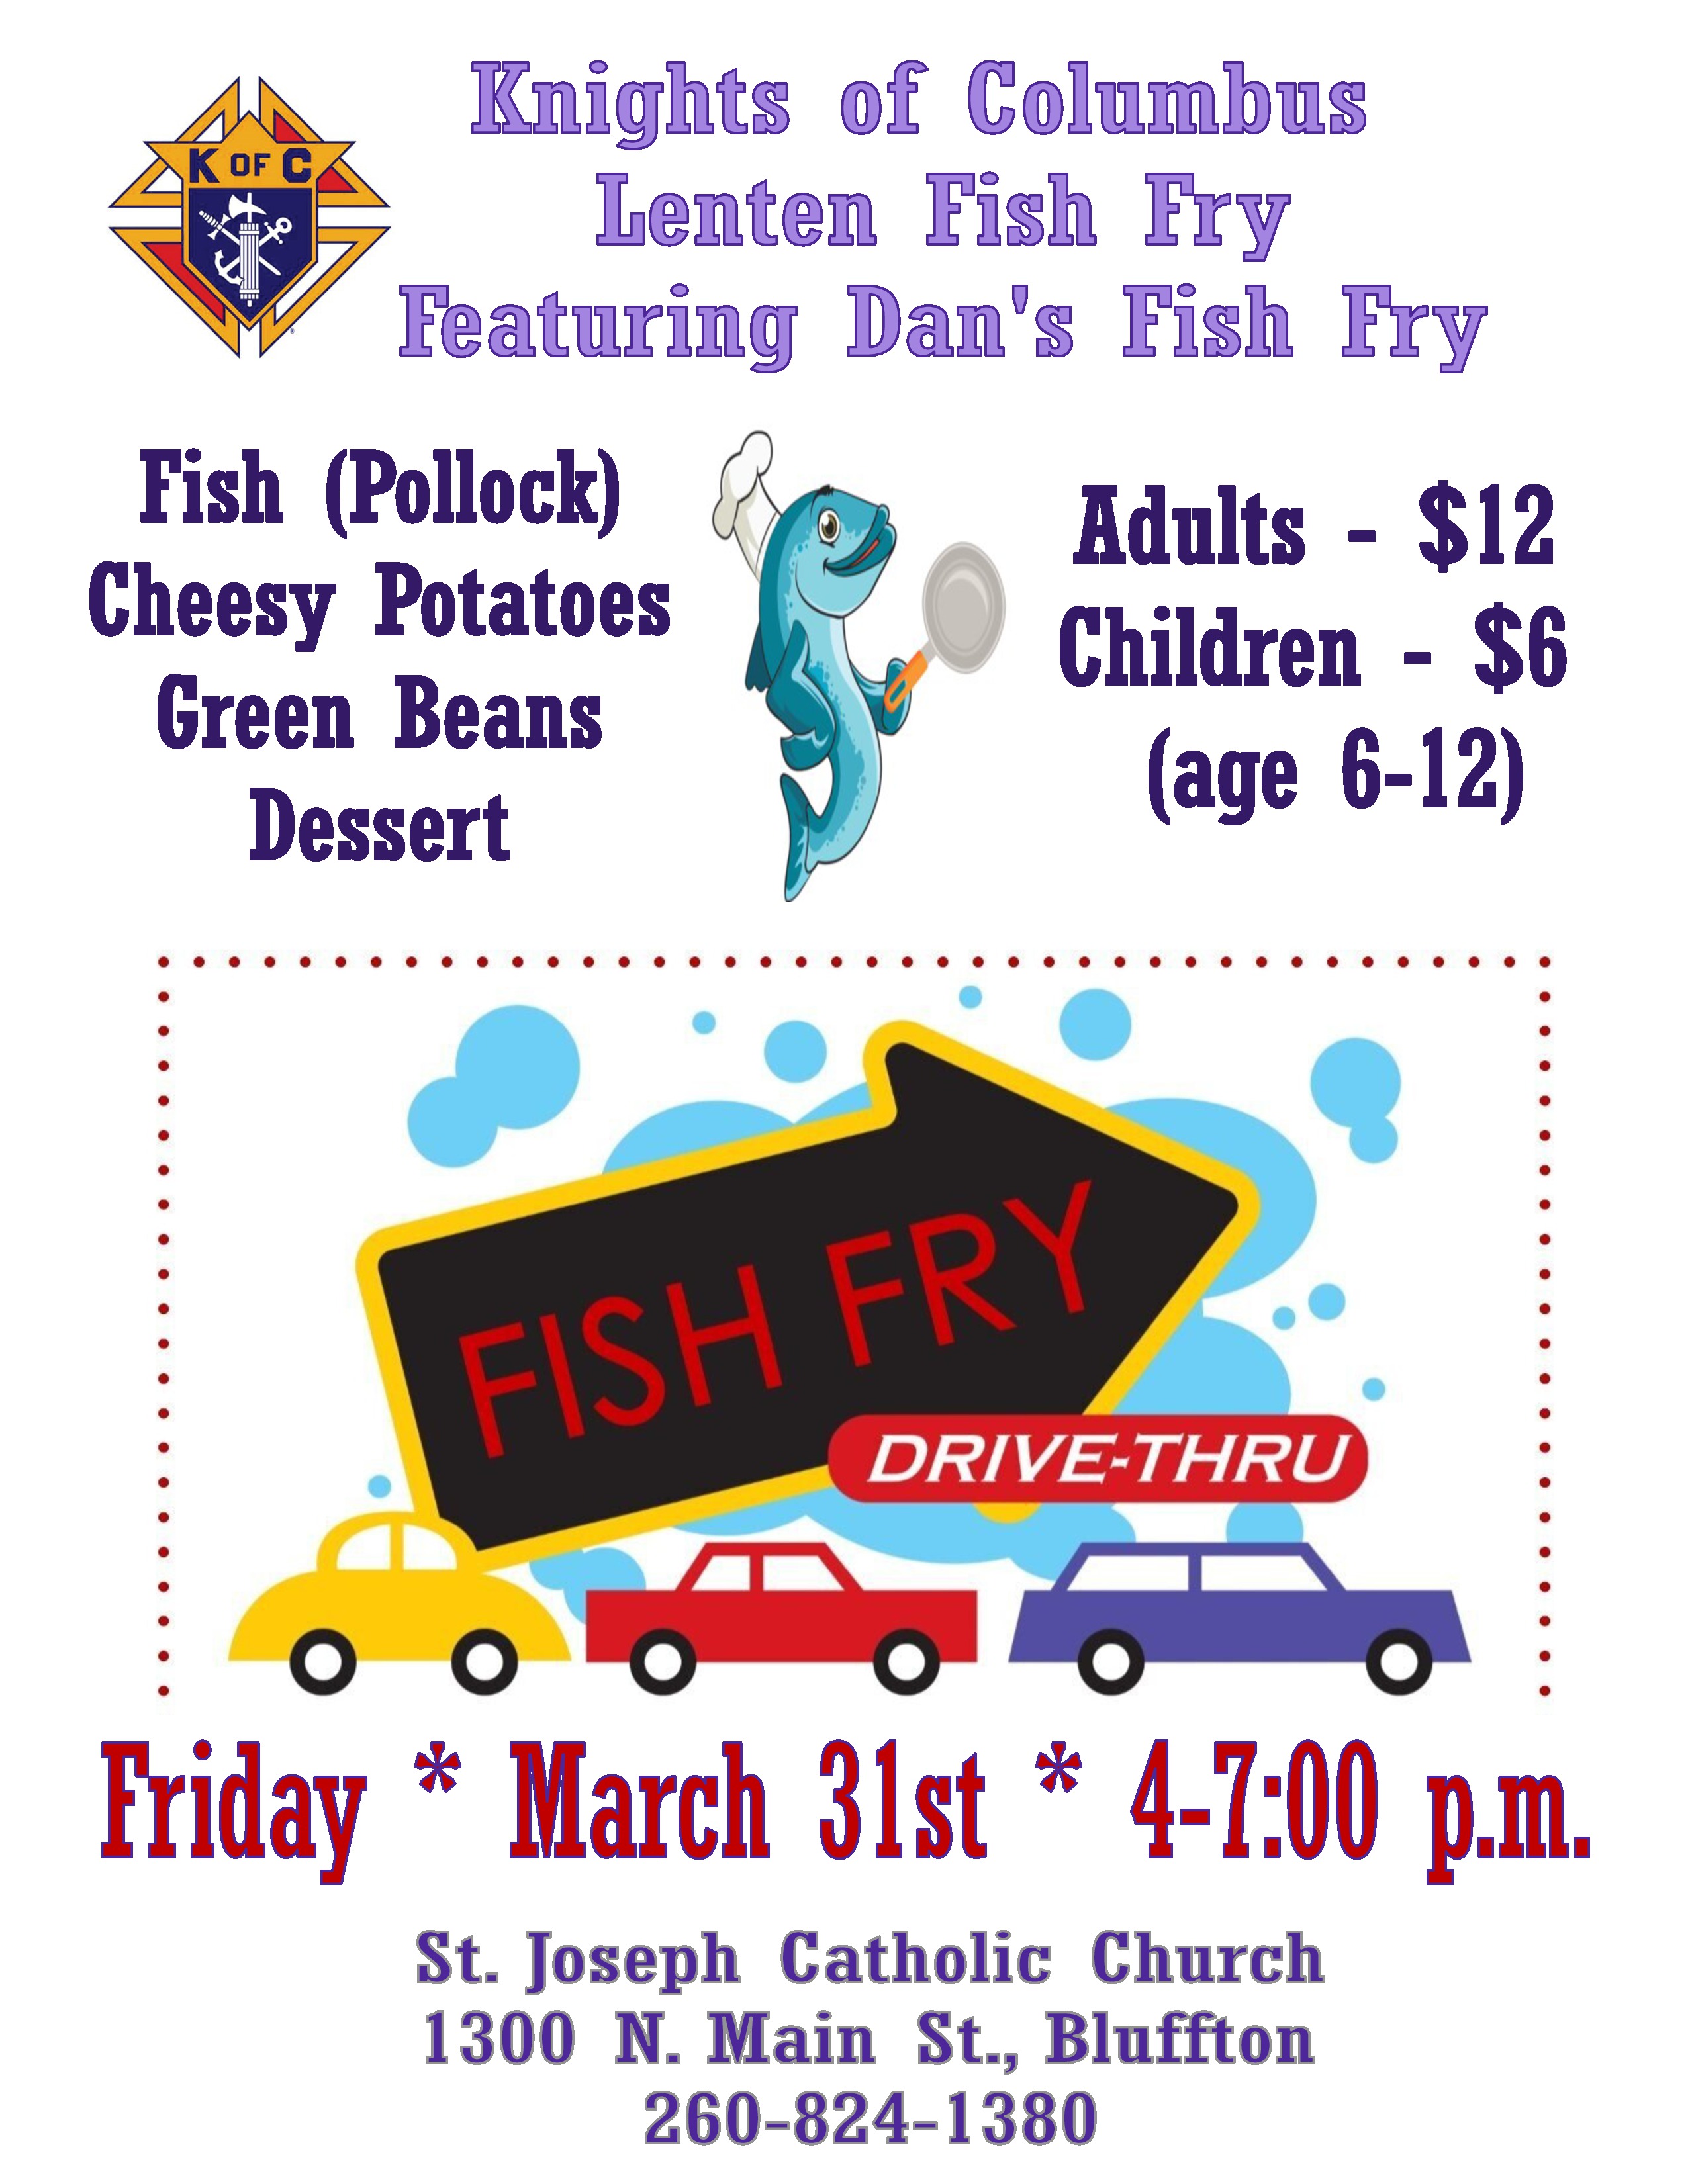 K OF C
Knights of Columbus
Lenten Fish Fry
Featuring Dan's Fish Fry
Fish (Pollock)
Cheesy Potatoes
Green Beans
Dessert
Adults - $12
Children - $6
(age 6-12)
FISH FRY
DRIVE-THRU
Friday * March 31st * 4-7:00 p.m.
St. Joseph Catholic Church
1300 N. Main St., Bluffton
260-824-1380